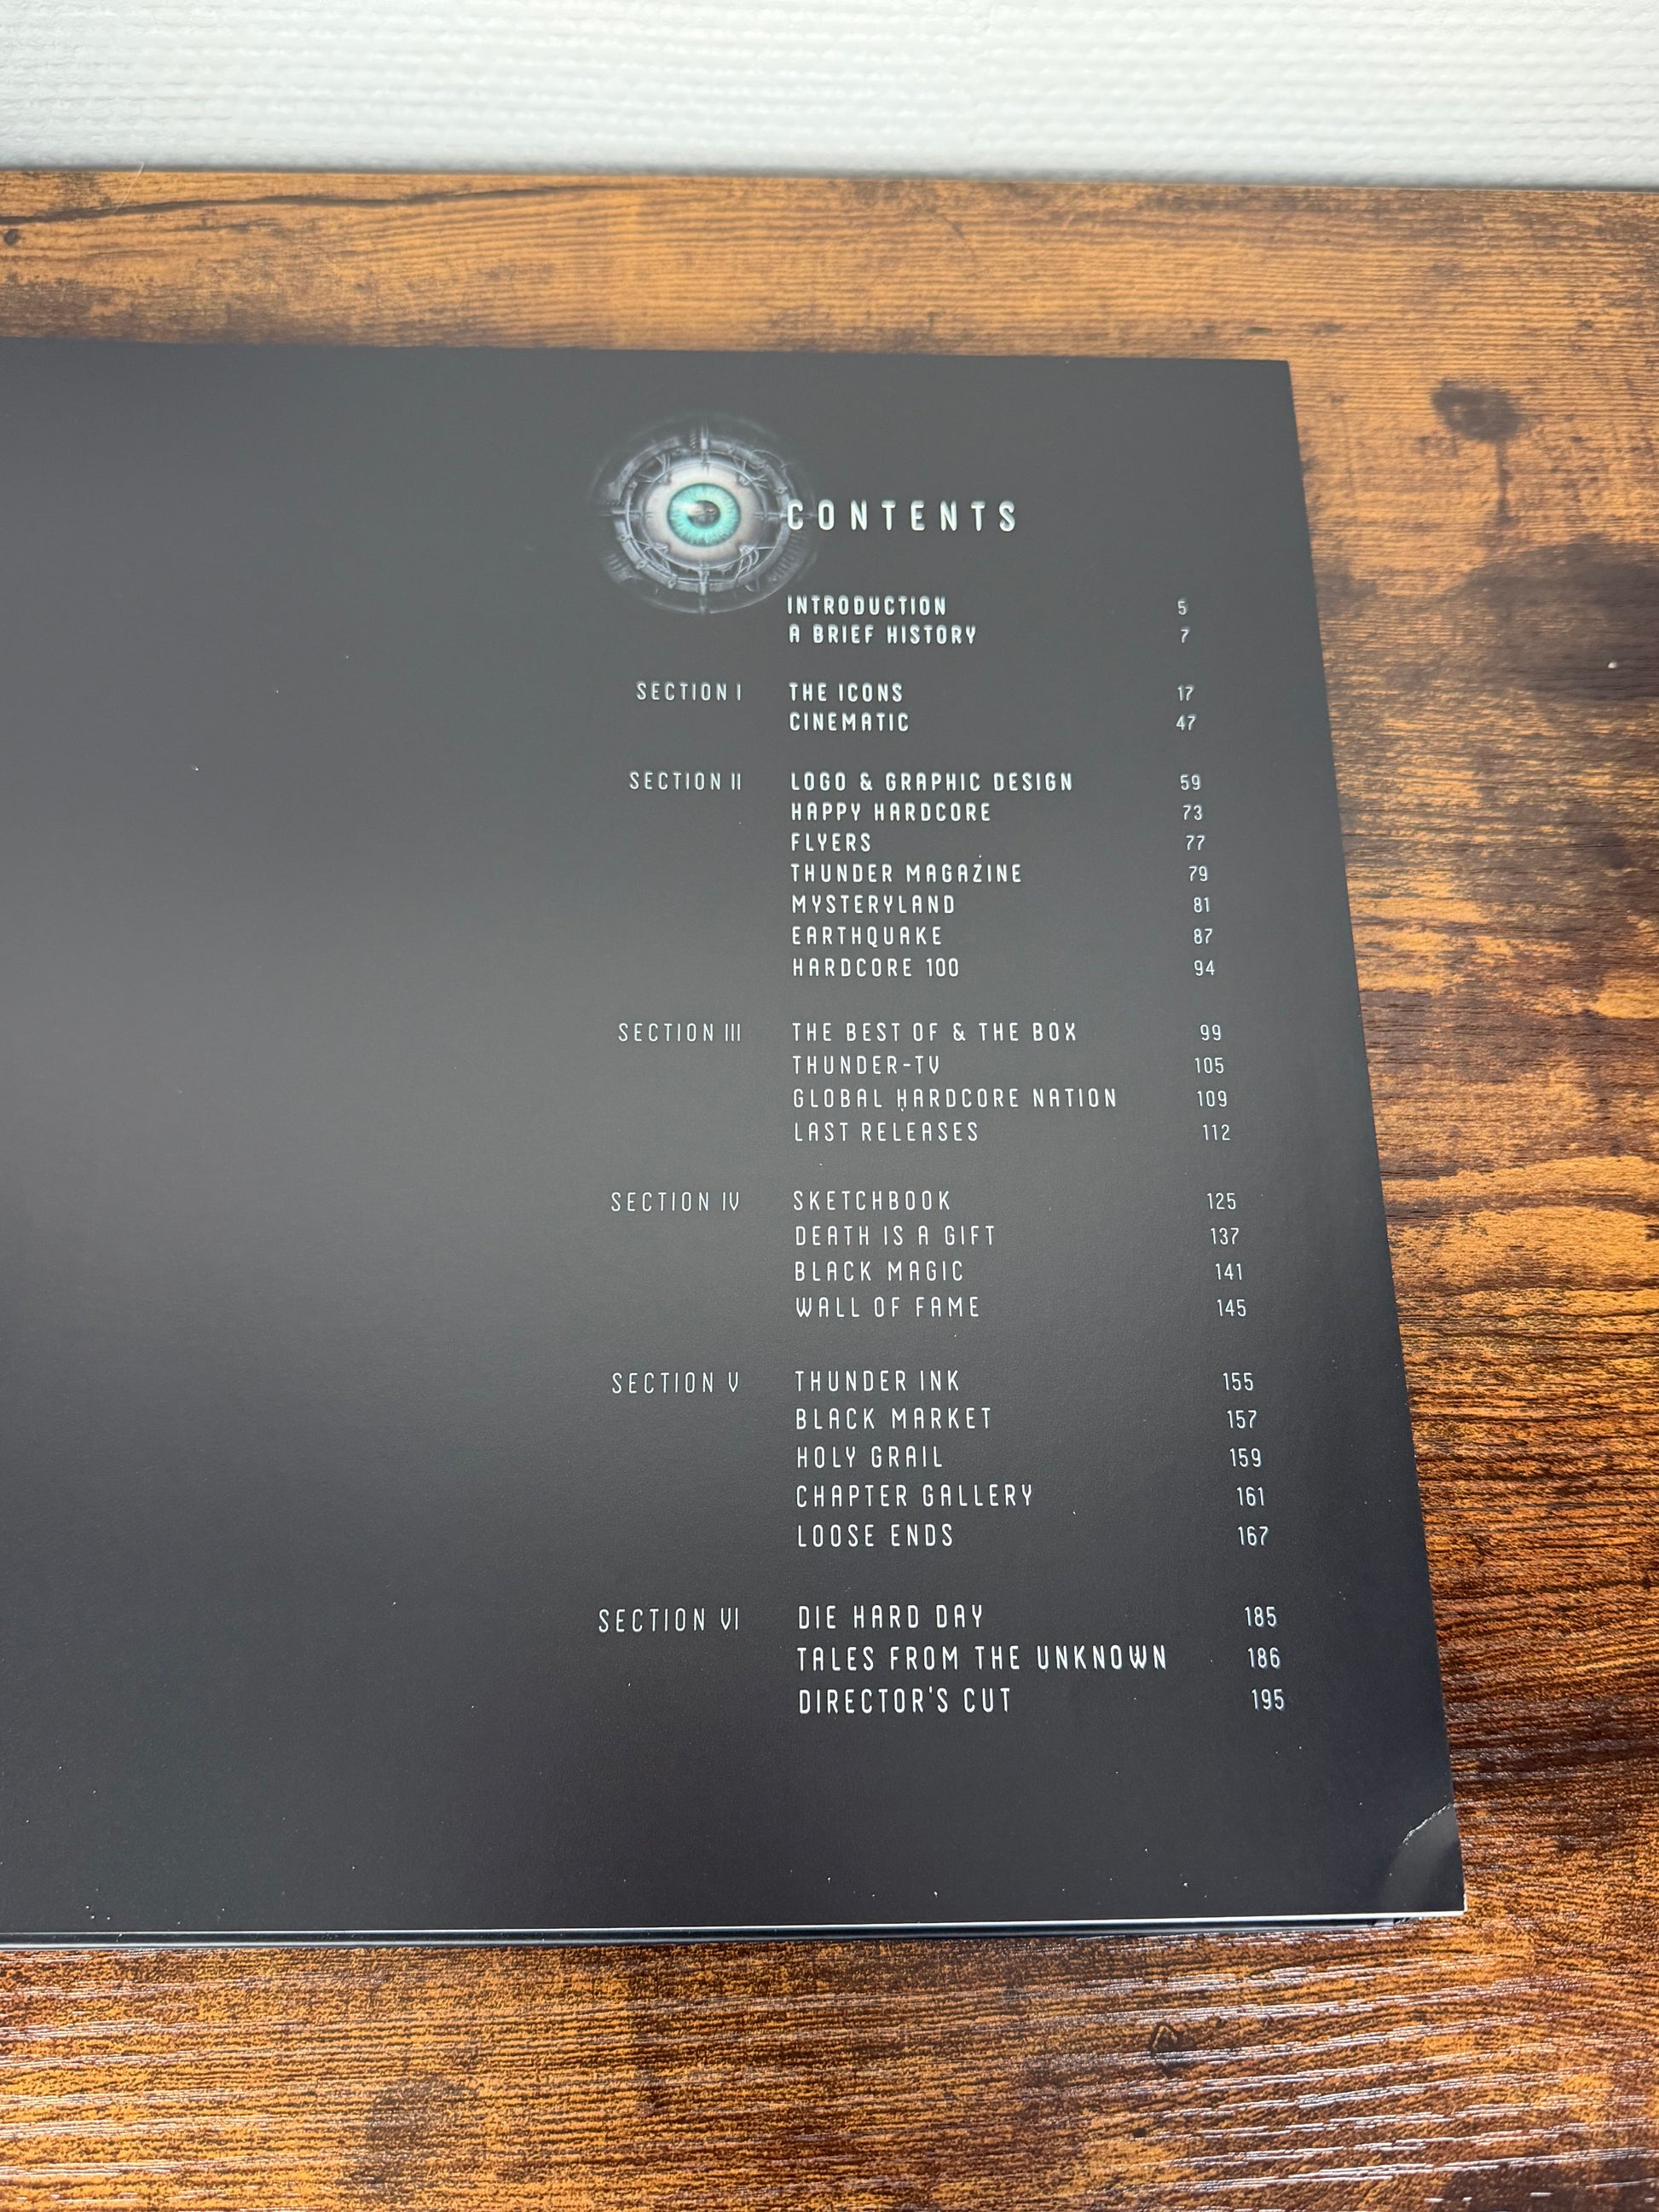 CONTENTS
INTRODUCTION 5
A BRIEF HISTORY 7
SECTION I THE ICONS 17
CINEMATIC 47
SECTION II LOGO & GRAPHIC DESIGN 59
HAPPY HARDCORE 73
FLYERS 77
THUNDER MAGAZINE 79
MYSTERYLAND 81
EARTHQUAKE 87
HARDCORE 100 94
SECTION III THE BEST OF & THE BOX 99
THUNDER-TV 105
GLOBAL HARDCORE NATION 109
LAST RELEASES 112
SECTION IV SKETCHBOOK 125
DEATH IS A GIFT 137
BLACK MAGIC 141
WALL OF FAME 145
SECTION V THUNDER INK 155
BLACK MARKET 157
HOLY GRAIL 159
CHAPTER GALLERY 161
LOOSE ENDS 167
SECTION VI DIE HARD DAY 185
TALES FROM THE UNKNOWN 186
DIRECTOR'S CUT 195